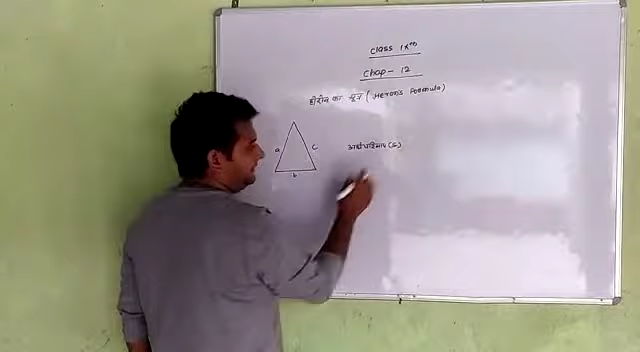 Class IXth
Chap - 12
हीरोन का सूत्र (Heron's Formula)
a
c
b
अर्धपरिमाप (s)